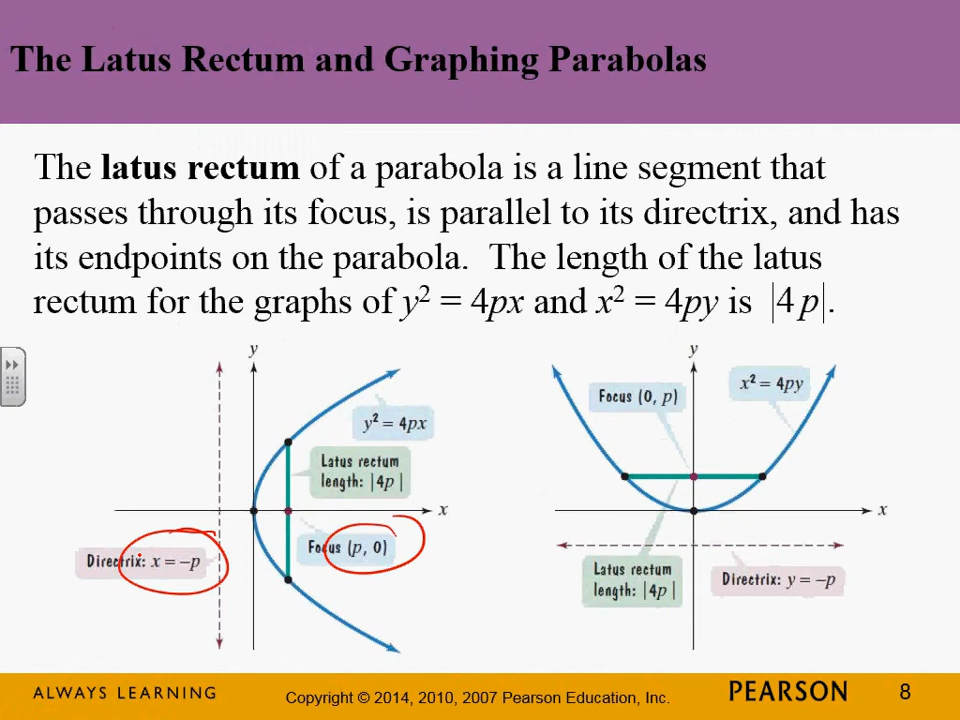 The Latus Rectum and Graphing Parabolas
The latus rectum of a parabola is a line segment that
passes through its focus, is parallel to its directrix, and has
its endpoints on the parabola. The length of the latus
rectum for the graphs of y² = 4px and x² = 4py is |4p|.
y
y² = 4px
Latus rectum
length: |4p|
x
Focus (p, 0)
Directrix: x = –p
y
Focus (0, p)
x² = 4py
x
Latus rectum
length: |4p|
Directrix: y = –p
ALWAYS LEARNING
Copyright © 2014, 2010, 2007 Pearson Education, Inc.
PEARSON
8